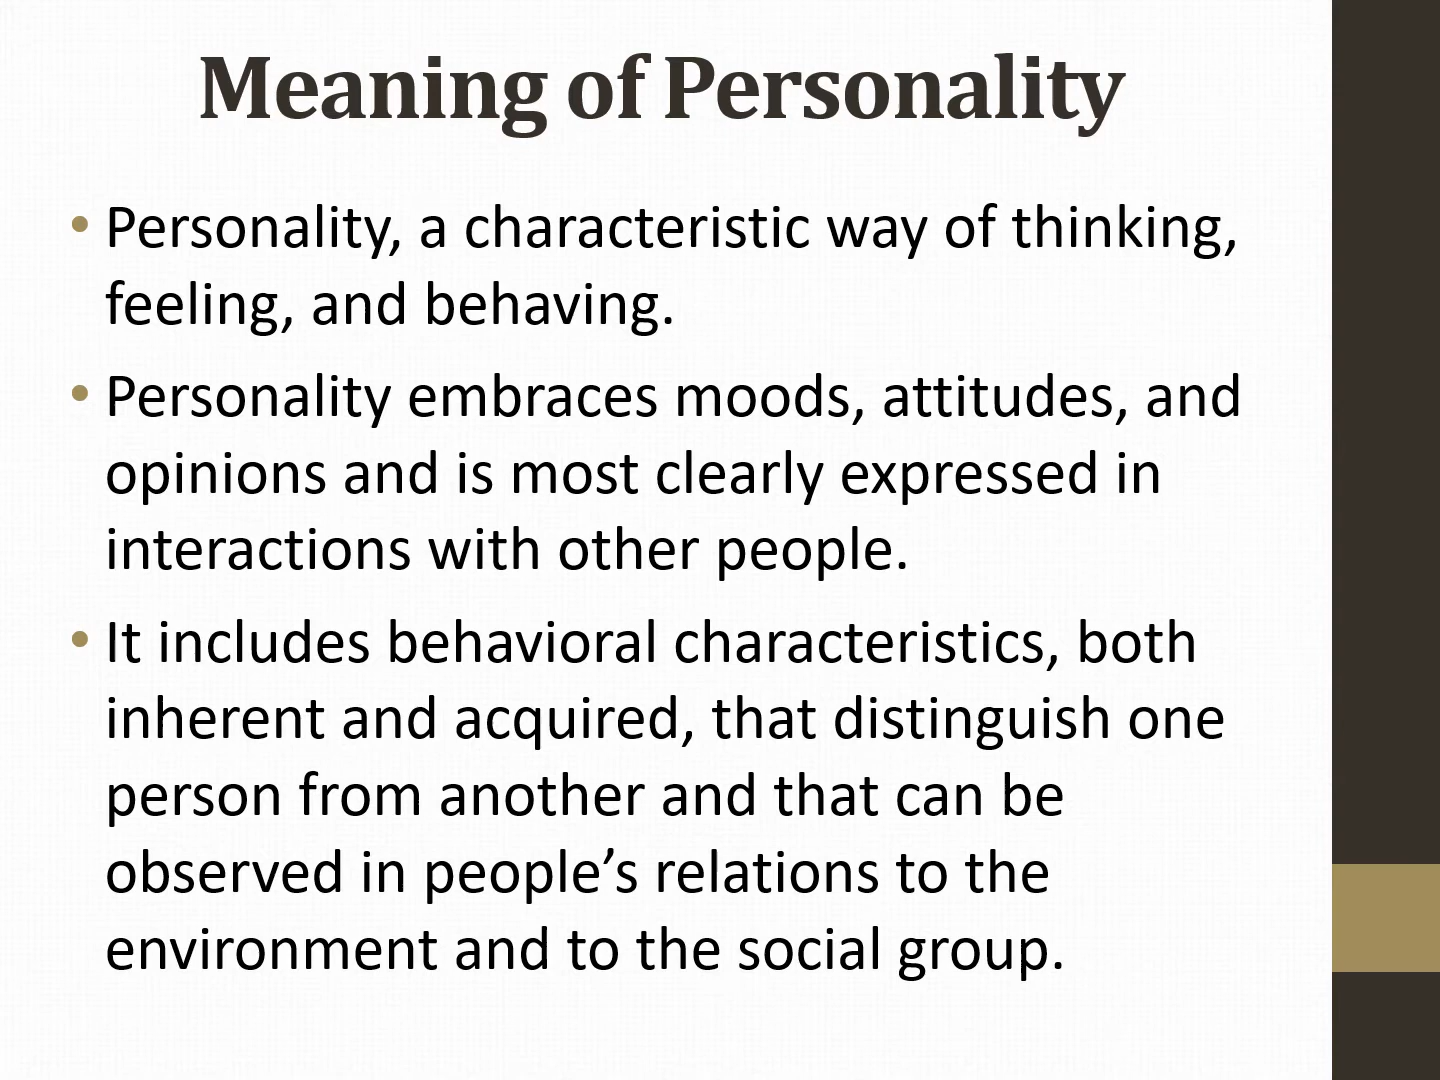 Meaning of Personality
• Personality, a characteristic way of thinking,
feeling, and behaving.
• Personality embraces moods, attitudes, and
opinions and is most clearly expressed in
interactions with other people.
• It includes behavioral characteristics, both
inherent and acquired, that distinguish one
person from another and that can be
observed in people’s relations to the
environment and to the social group.